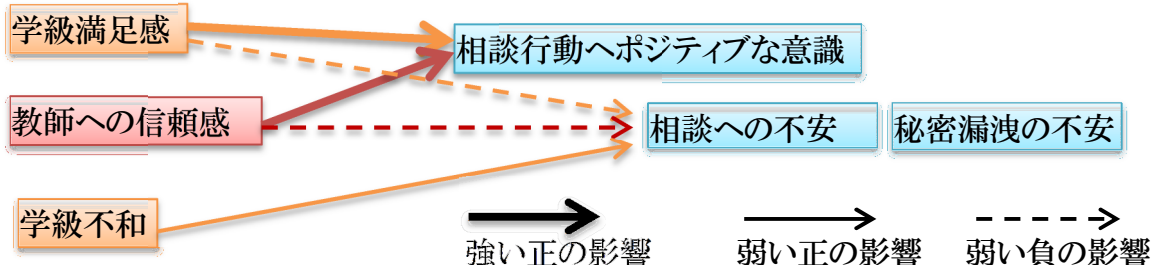 学級満足感
相談行動へポジティブな意識
教師への信頼感
相談への不安
秘密漏洩の不安
学級不和
強い正の影響
弱い正の影響
弱い負の影響